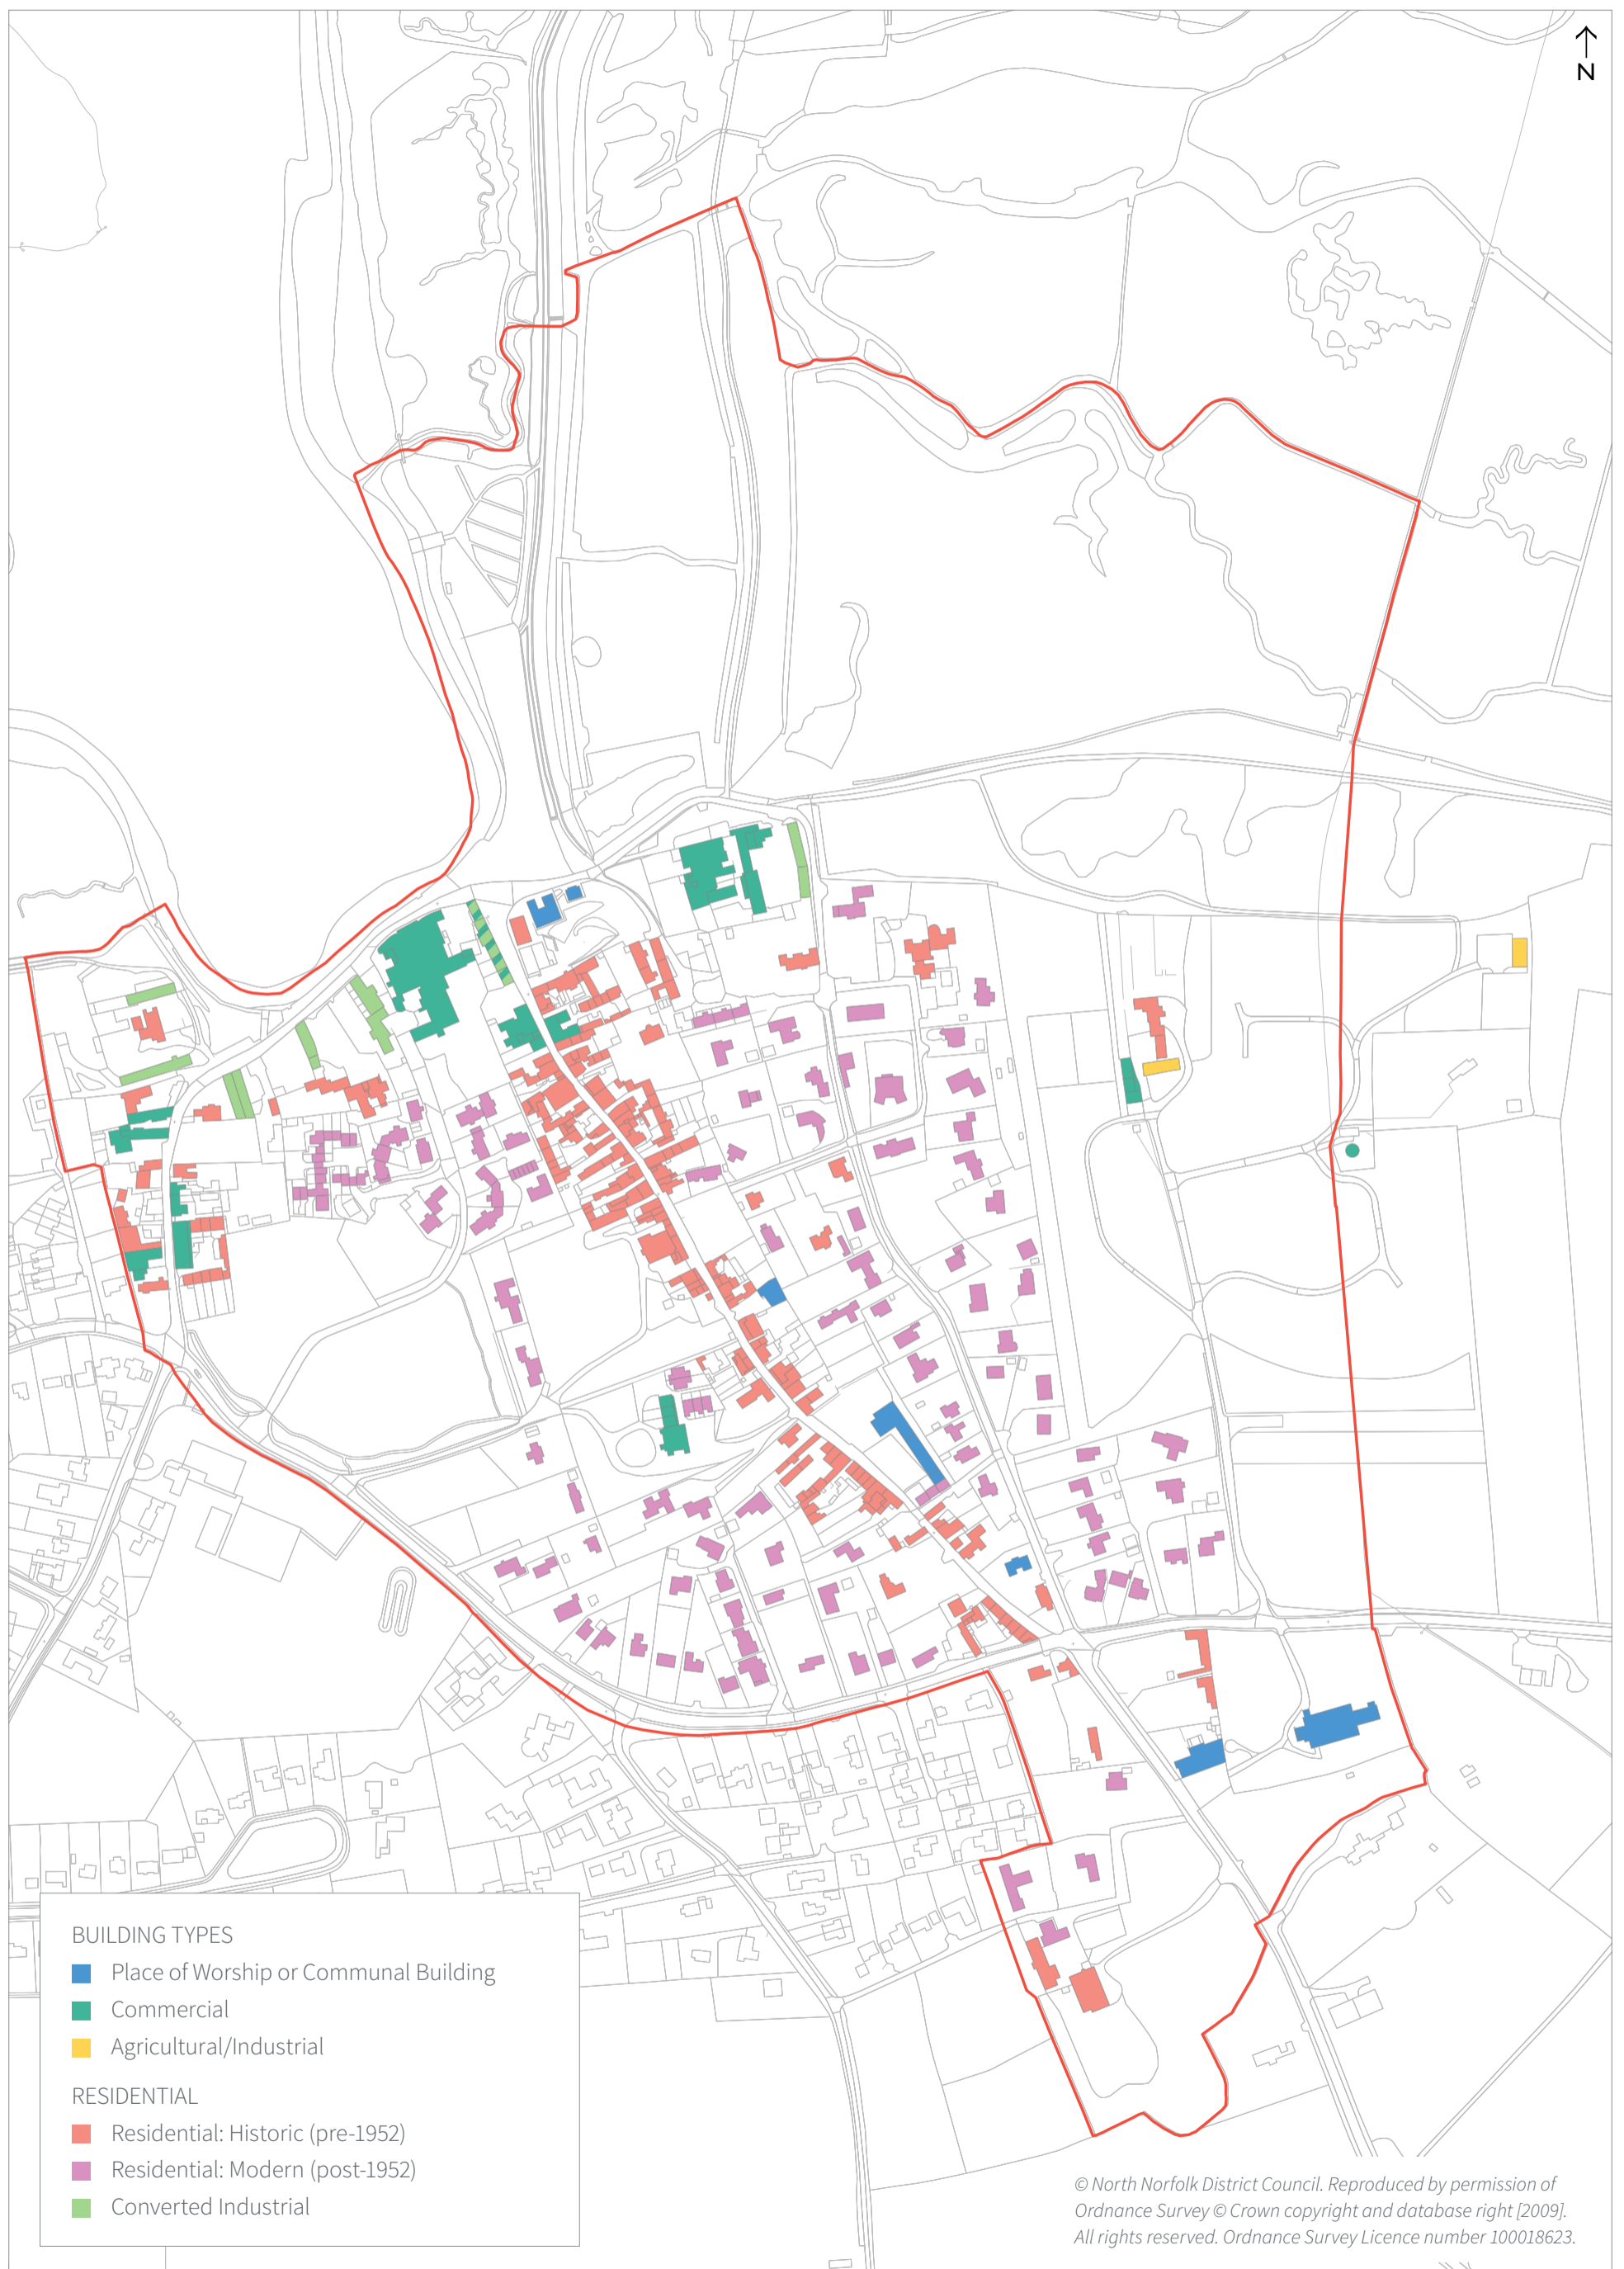 N
BUILDING TYPES
Place of Worship or Communal Building
Commercial
Agricultural/Industrial
RESIDENTIAL
Residential: Historic (pre-1952)
Residential: Modern (post-1952)
Converted Industrial
© North Norfolk District Council. Reproduced by permission of
Ordnance Survey © Crown copyright and database right [2009].
All rights reserved. Ordnance Survey Licence number 100018623.